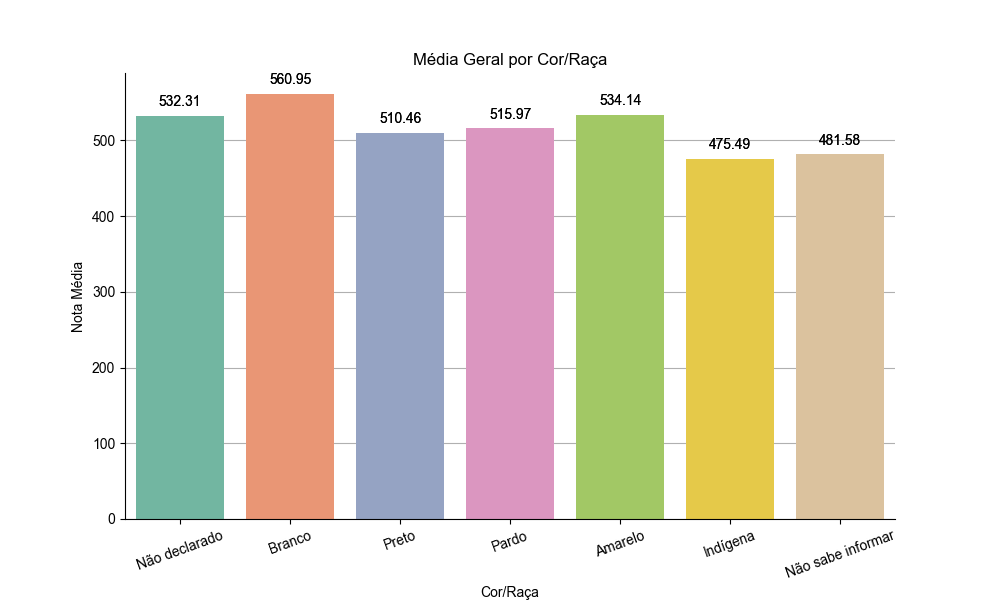 Média Geral por Cor/Raça
560.95
532.31
534.14
510.46
515.97
475.49
481.58
500
400
300
200
100
0
Nota Média
Não declarado
Branco
Preto
Pardo
Amarelo
Indígena
Não sabe informar
Cor/Raça